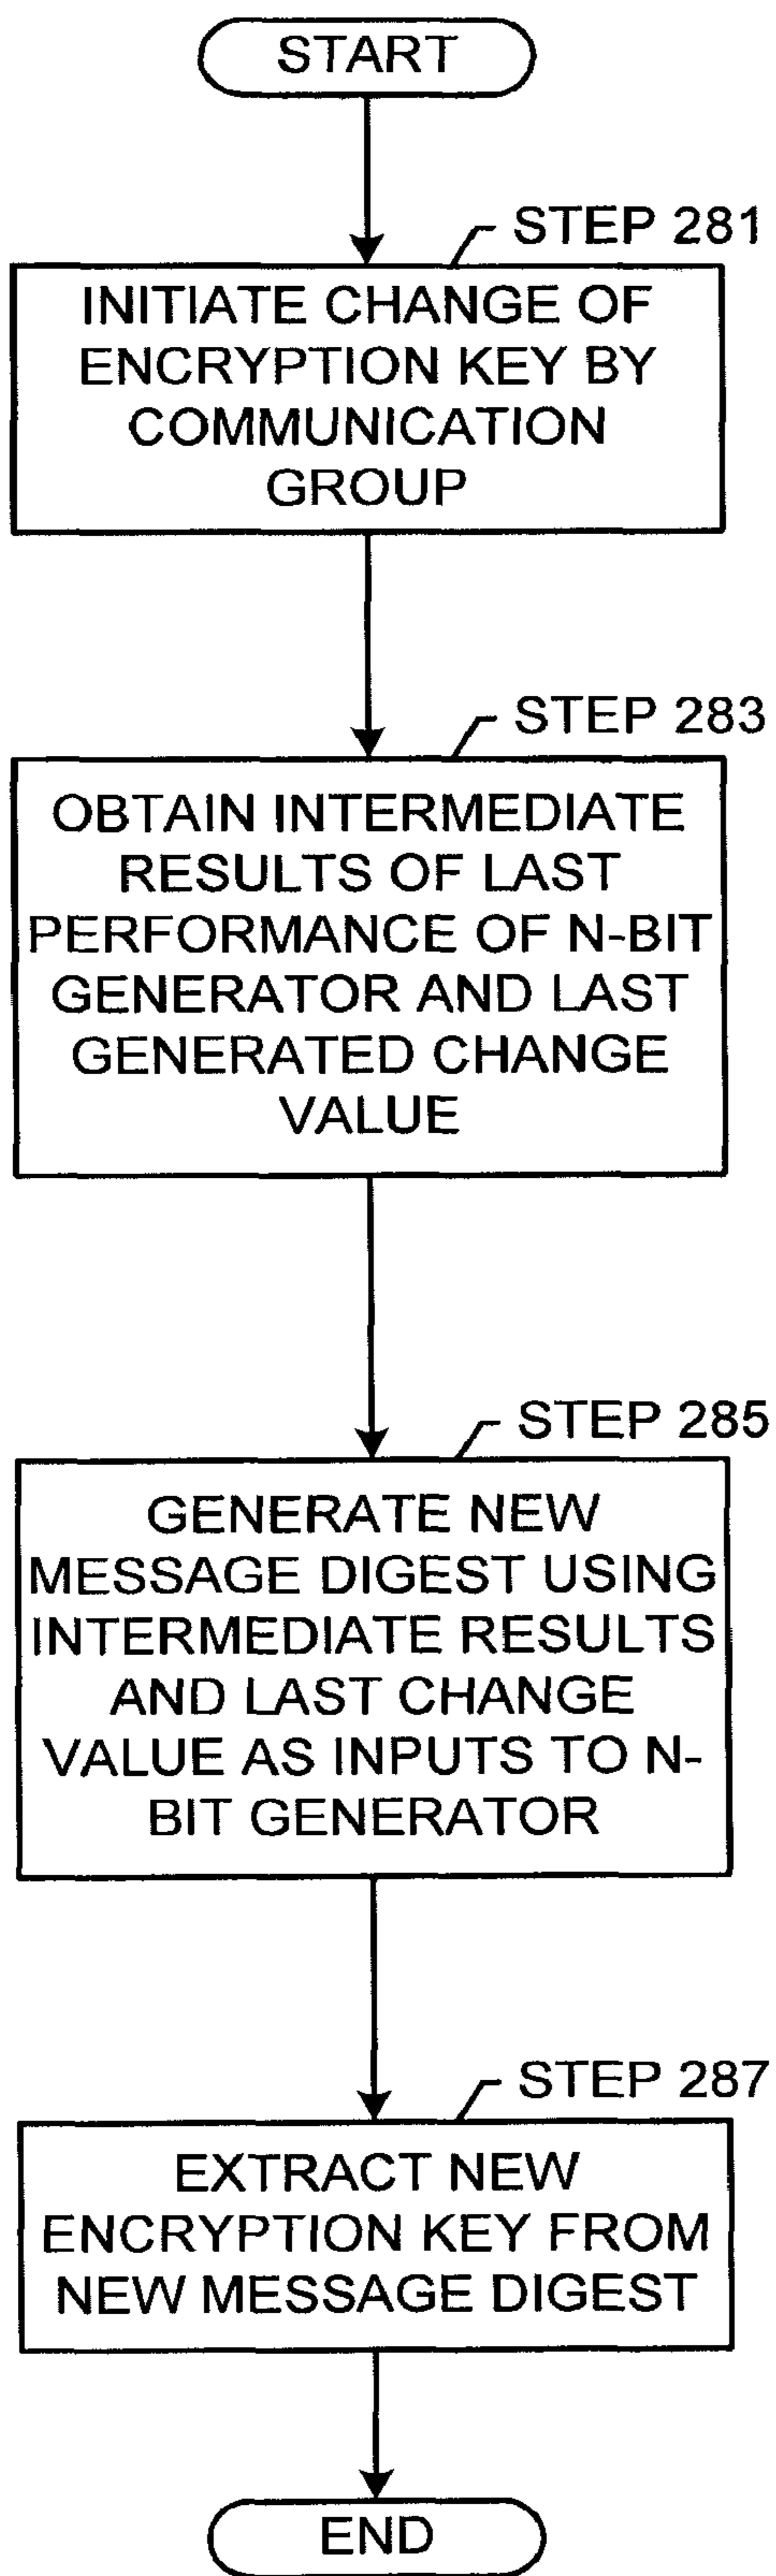 START
STEP 281
INITIATE CHANGE OF
ENCRYPTION KEY BY
COMMUNICATION
GROUP
STEP 283
OBTAIN INTERMEDIATE
RESULTS OF LAST
PERFORMANCE OF N-BIT
GENERATOR AND LAST
GENERATED CHANGE
VALUE
STEP 285
GENERATE NEW
MESSAGE DIGEST USING
INTERMEDIATE RESULTS
AND LAST CHANGE
VALUE AS INPUTS TO N-
BIT GENERATOR
STEP 287
EXTRACT NEW
ENCRYPTION KEY FROM
NEW MESSAGE DIGEST
END